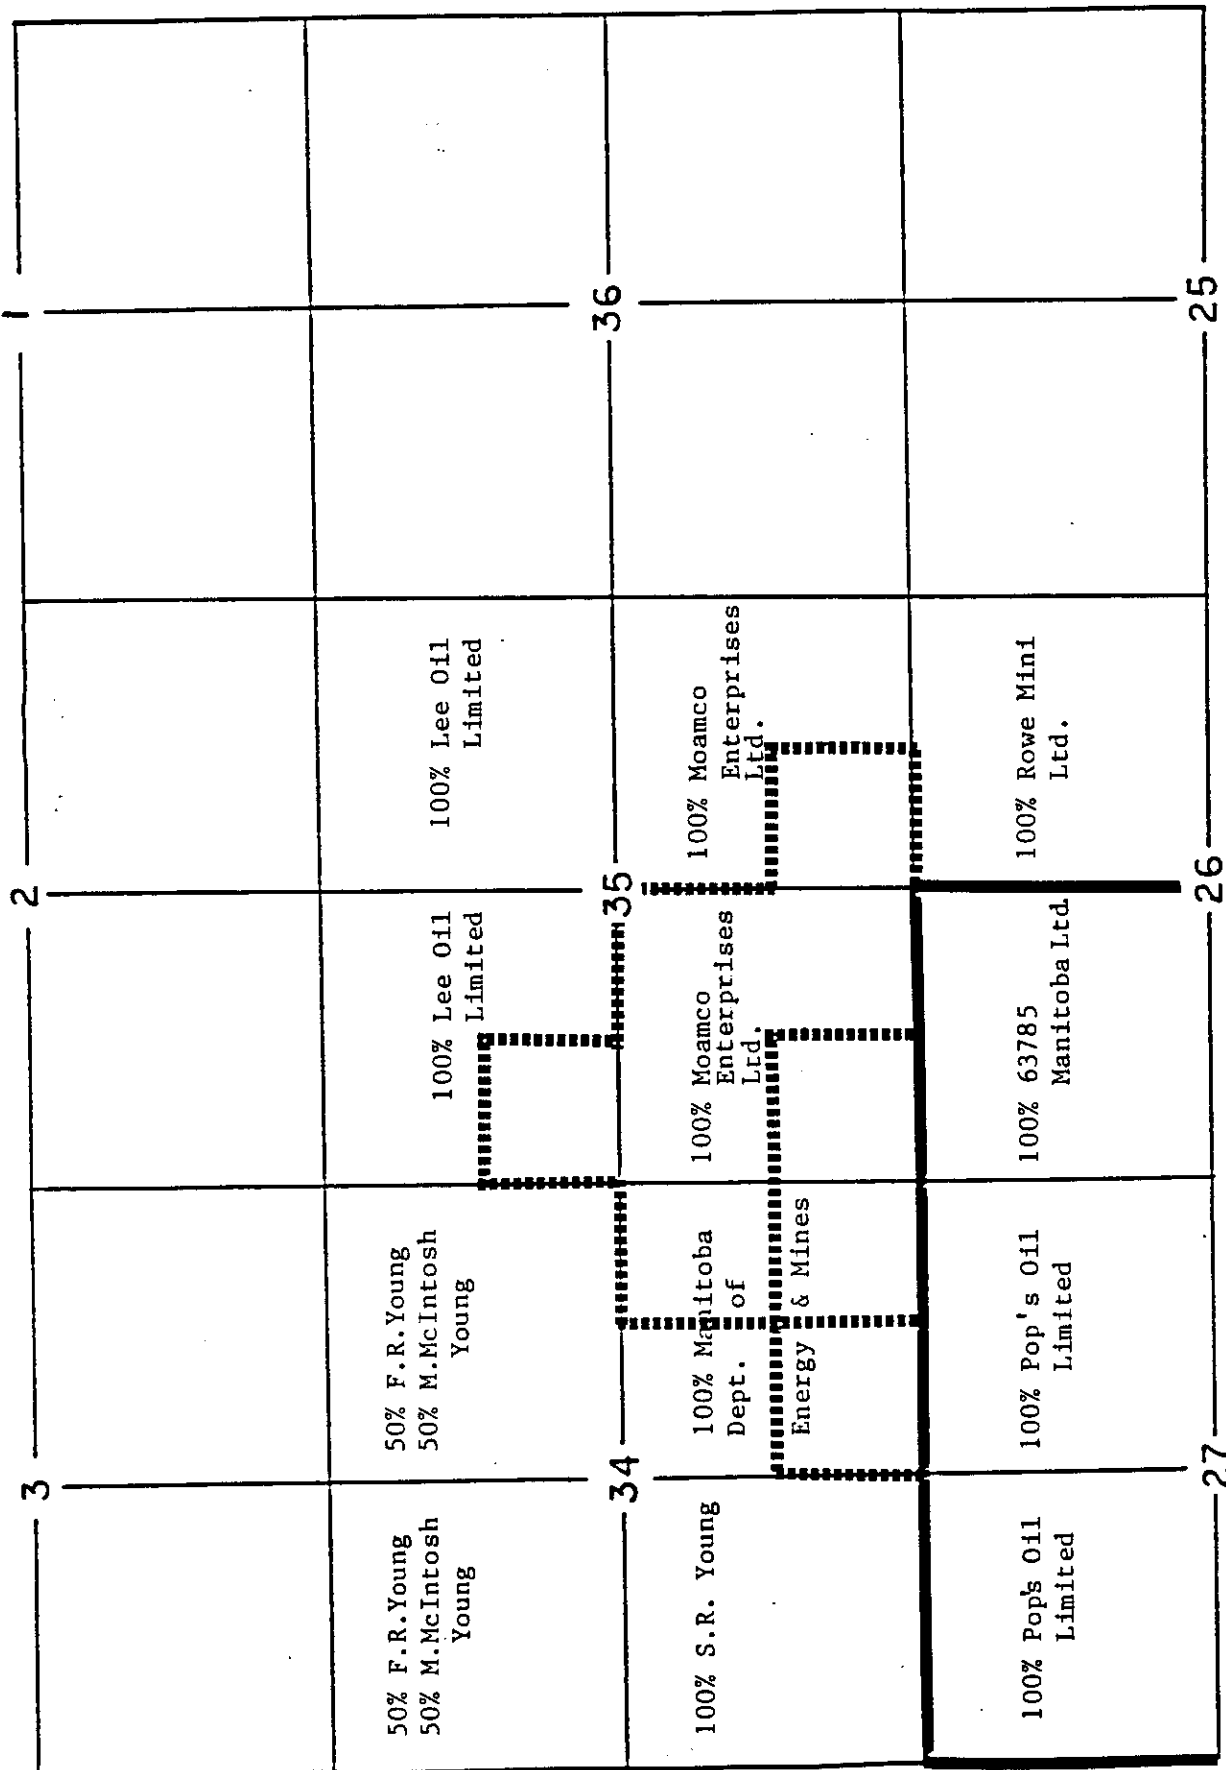 3
2
1
50% F.R.Young
50% M.McIntosh
Young
50% F.R.Young
50% M.McIntosh
Young
100% Lee Oil
Limited
100% Lee Oil
Limited
34
35
36
100% S.R. Young
100% Manitoba
Dept. of
Energy & Mines
100% Moamco
Enterprises
Ltd.
100% Moamco
Enterprises
Ltd.
100% Pop's Oil
Limited
100% Pop's Oil
Limited
100% 63785
Manitoba Ltd
100% Rowe Mini
Ltd.
27
26
25